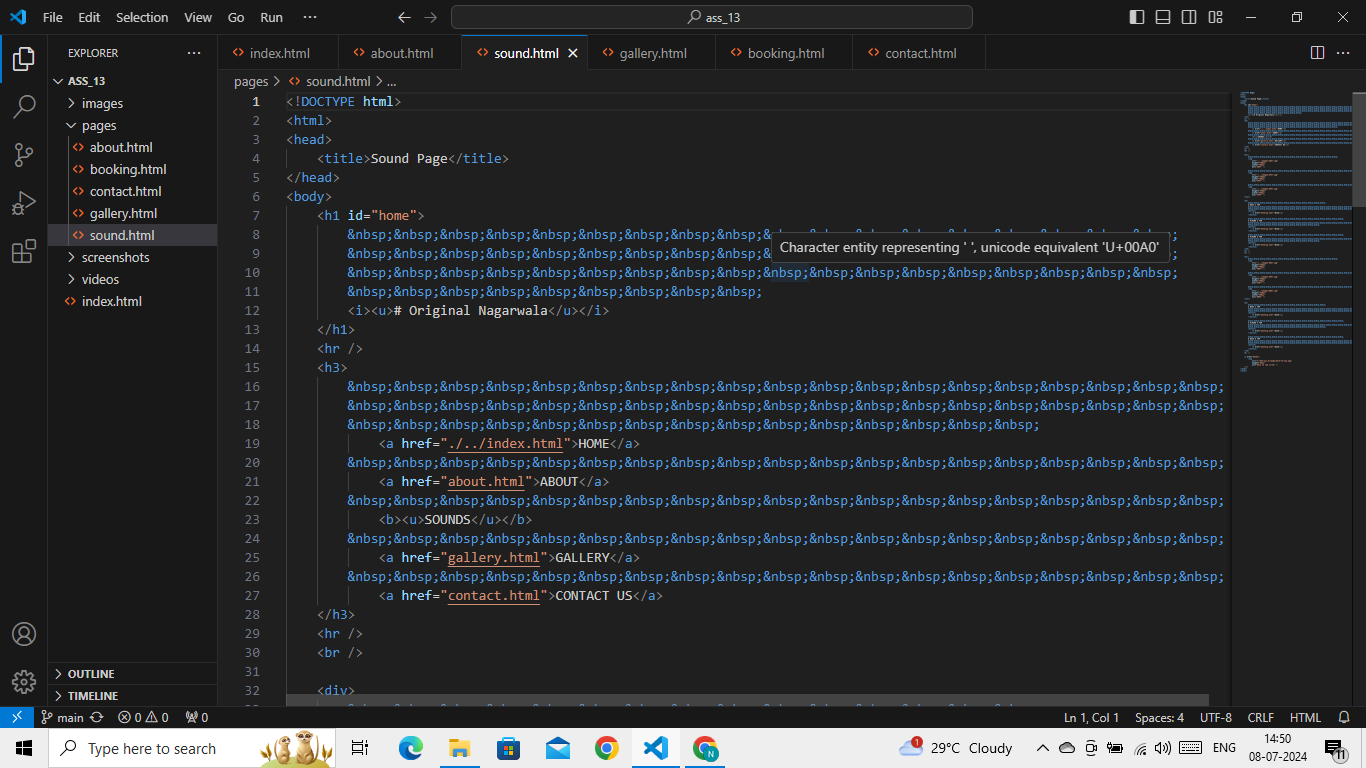 File Edit Selection View Go Run ··· ass_13
EXPLORER ···
ASS_13
images
pages
about.html
booking.html
contact.html
gallery.html
sound.html
screenshots
videos
index.html
OUTLINE
TIMELINE
index.html about.html sound.html gallery.html booking.html contact.html
pages > sound.html > ...
1 <!DOCTYPE html>
2 <html>
3 <head>
4 <title>Sound Page</title>
5 </head>
6 <body>
7 <h1 id="home">
8 &nbsp;&nbsp;&nbsp;&nbsp;&nbsp;&nbsp;&nbsp;&nbsp;&nbsp;
9 &nbsp;&nbsp;&nbsp;&nbsp;&nbsp;&nbsp;&nbsp;&nbsp;&nbsp;
Character entity representing ' ', unicode equivalent 'U+00A0'
10 &nbsp;&nbsp;&nbsp;&nbsp;&nbsp;&nbsp;&nbsp;&nbsp;&nbsp;&nbsp;&nbsp;&nbsp;&nbsp;&nbsp;&nbsp;&nbsp;&nbsp;&nbsp;
11 &nbsp;&nbsp;&nbsp;&nbsp;&nbsp;&nbsp;&nbsp;&nbsp;&nbsp;
12 <i><u># Original Nagarwala</u></i>
13 </h1>
14 <hr />
15 <h3>
16 &nbsp;&nbsp;&nbsp;&nbsp;&nbsp;&nbsp;&nbsp;&nbsp;&nbsp;&nbsp;&nbsp;&nbsp;&nbsp;&nbsp;&nbsp;&nbsp;&nbsp;&nbsp;&nbsp;
17 &nbsp;&nbsp;&nbsp;&nbsp;&nbsp;&nbsp;&nbsp;&nbsp;&nbsp;&nbsp;&nbsp;&nbsp;&nbsp;&nbsp;&nbsp;&nbsp;&nbsp;&nbsp;&nbsp;
18 &nbsp;&nbsp;&nbsp;&nbsp;&nbsp;&nbsp;&nbsp;&nbsp;&nbsp;&nbsp;&nbsp;&nbsp;&nbsp;&nbsp;&nbsp;
19 <a href="./../index.html">HOME</a>
20 &nbsp;&nbsp;&nbsp;&nbsp;&nbsp;&nbsp;&nbsp;&nbsp;&nbsp;&nbsp;&nbsp;&nbsp;&nbsp;&nbsp;&nbsp;&nbsp;&nbsp;&nbsp;&nbsp;
21 <a href="about.html">ABOUT</a>
22 &nbsp;&nbsp;&nbsp;&nbsp;&nbsp;&nbsp;&nbsp;&nbsp;&nbsp;&nbsp;&nbsp;&nbsp;&nbsp;&nbsp;&nbsp;&nbsp;&nbsp;&nbsp;&nbsp;
23 <b><u>SOUNDS</u></b>
24 &nbsp;&nbsp;&nbsp;&nbsp;&nbsp;&nbsp;&nbsp;&nbsp;&nbsp;&nbsp;&nbsp;&nbsp;&nbsp;&nbsp;&nbsp;&nbsp;&nbsp;&nbsp;&nbsp;
25 <a href="gallery.html">GALLERY</a>
26 &nbsp;&nbsp;&nbsp;&nbsp;&nbsp;&nbsp;&nbsp;&nbsp;&nbsp;&nbsp;&nbsp;&nbsp;&nbsp;&nbsp;&nbsp;&nbsp;&nbsp;&nbsp;&nbsp;
27 <a href="contact.html">CONTACT US</a>
28 </h3>
29 <hr />
30 <br />
31
32 <div>
main 0 0 0 Ln 1, Col 1 Spaces: 4 UTF-8 CRLF HTML
Type here to search 1 29°C Cloudy ENG 14:50
08-07-2024 11